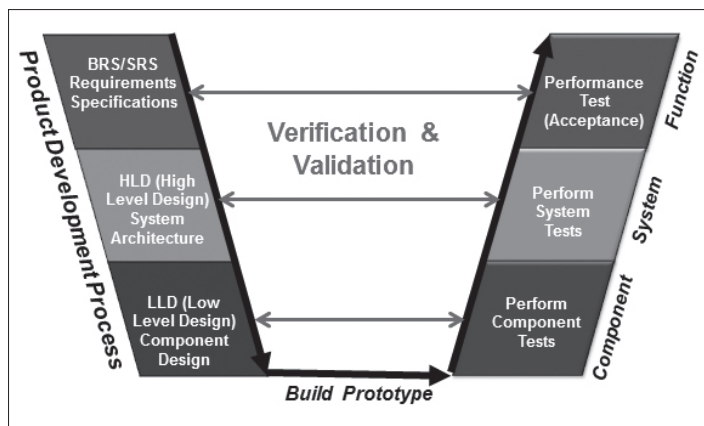 Product Development Process
BRS/SRS
Requirements
Specifications
HLD (High
Level Design)
System
Architecture
LLD (Low
Level Design)
Component
Design
Verification &
Validation
Build Prototype
Performance
Test
(Acceptance)
Perform
System
Tests
Perform
Component
Tests
Function
System
Component